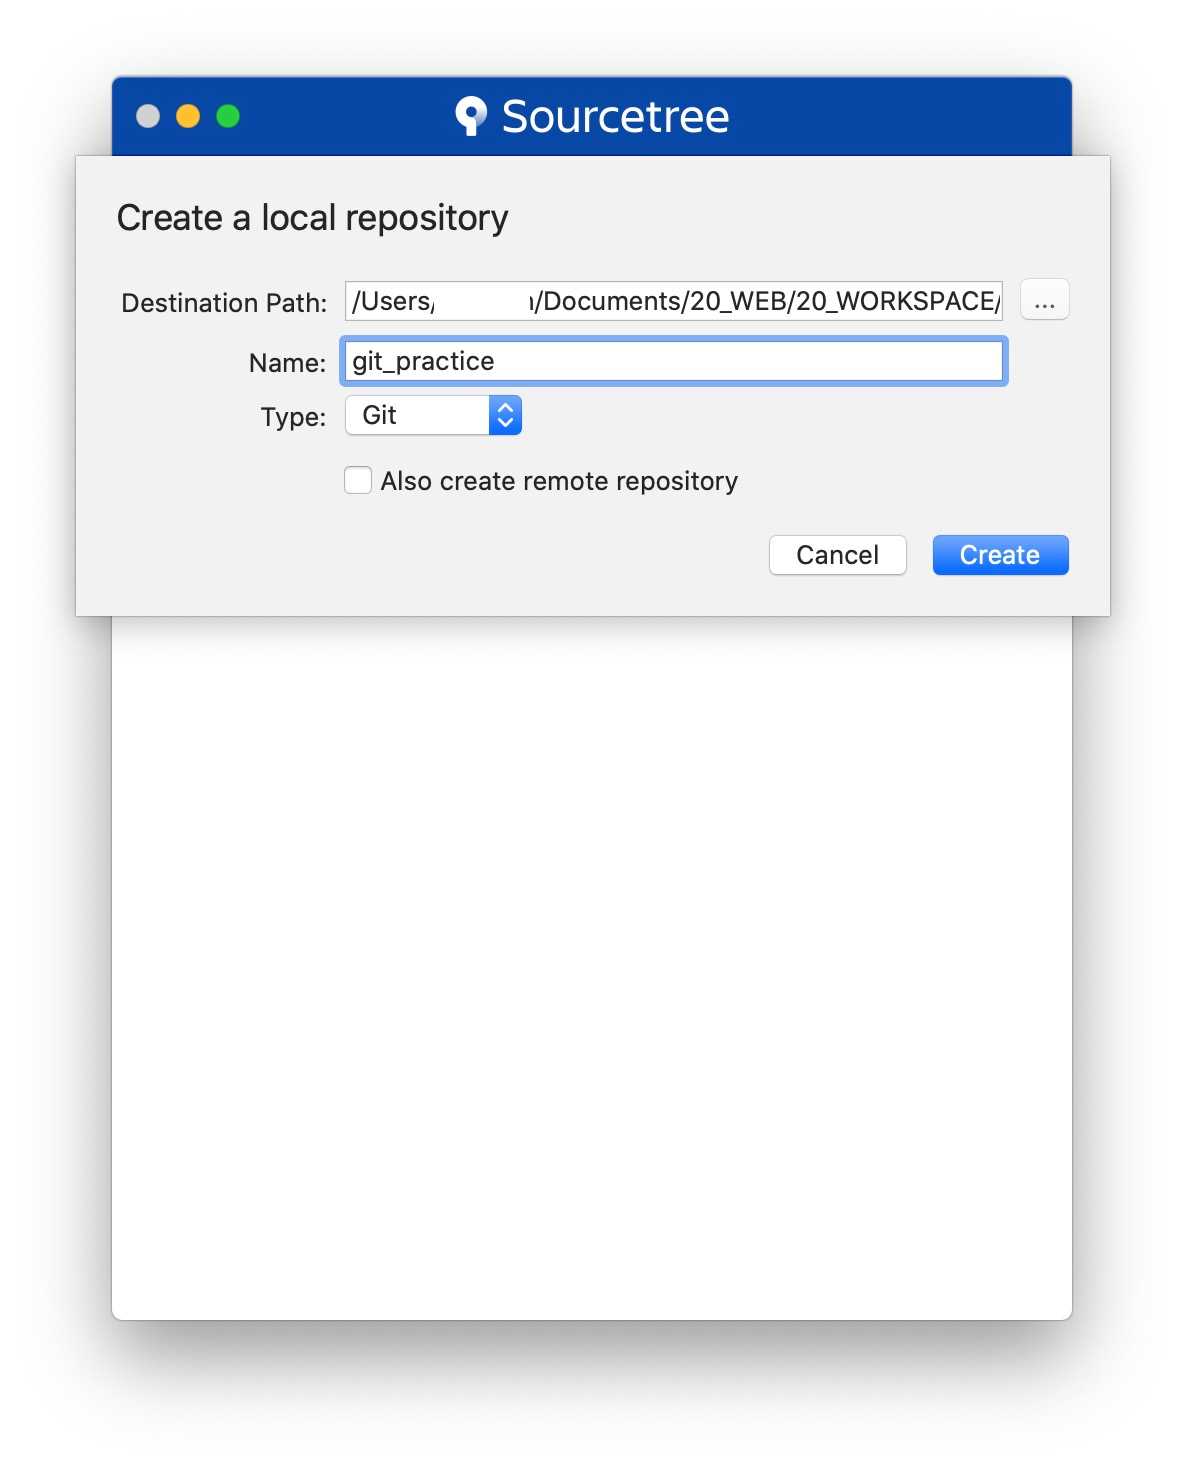 Sourcetree
Create a local repository
Destination Path: /Users/ /Documents/20_WEB/20_WORKSPACE/ ...
Name: git_practice
Type: Git
Also create remote repository
Cancel Create